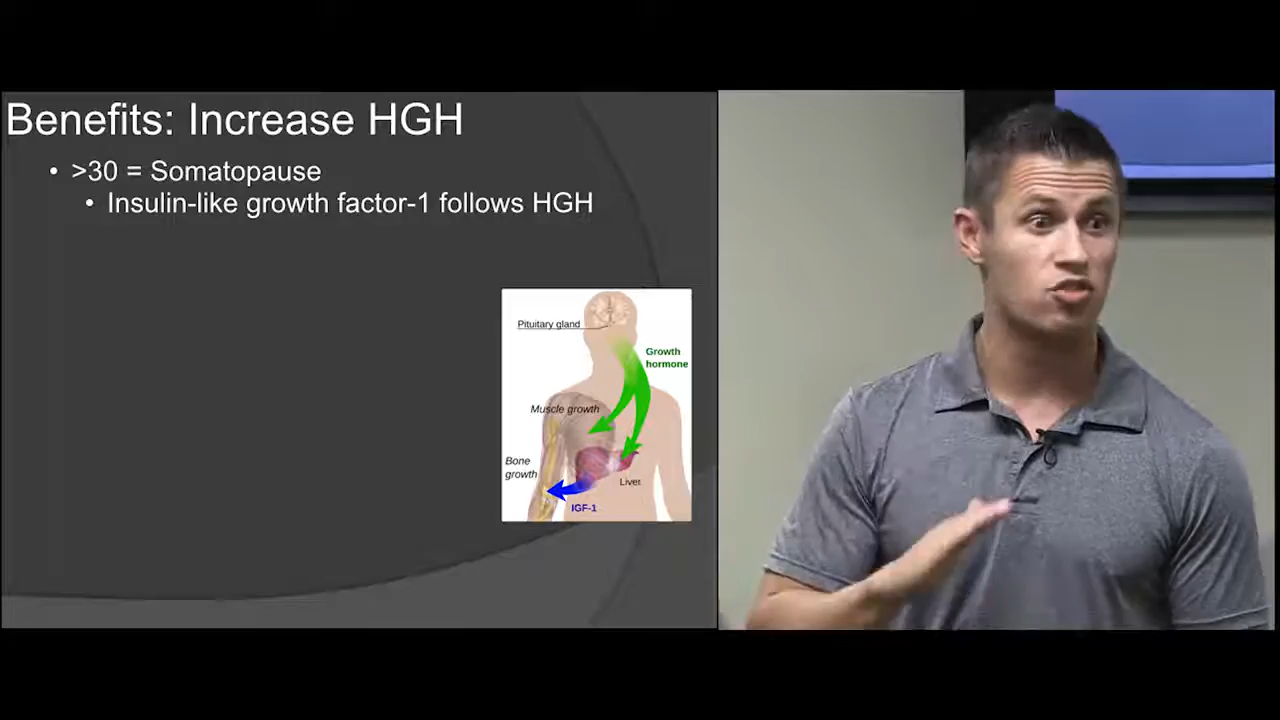 Benefits: Increase HGH
• >30 = Somatopause
• Insulin-like growth factor-1 follows HGH
Pituitary gland
Growth
hormone
Muscle growth
Bone
growth
Liver
IGF-1